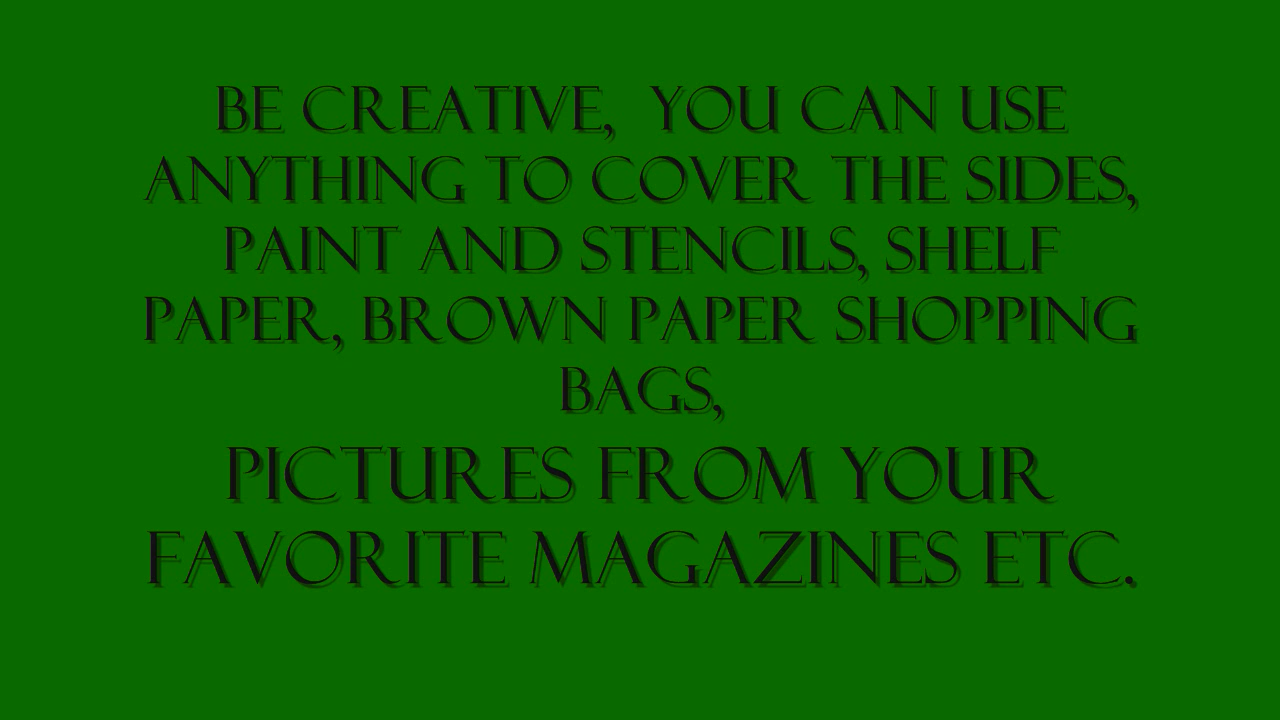 BE CREATIVE, YOU CAN USE
ANYTHING TO COVER THE SIDES,
PAINT AND STENCILS, SHELF
PAPER, BROWN PAPER SHOPPING
BAGS,
PICTURES FROM YOUR
FAVORITE MAGAZINES ETC.